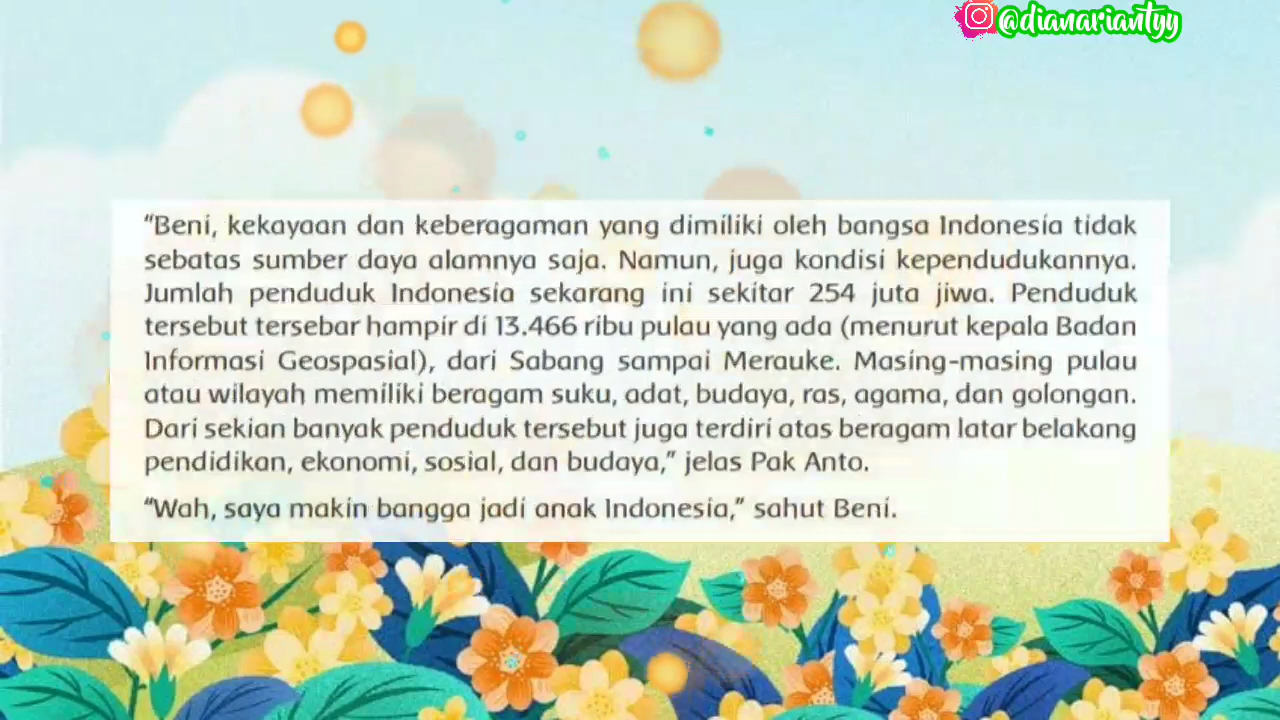 @dianariantyy
“Beni, kekayaan dan keberagaman yang dimiliki oleh bangsa Indonesia tidak
sebatas sumber daya alamnya saja. Namun, juga kondisi kependudukannya.
Jumlah penduduk Indonesia sekarang ini sekitar 254 juta jiwa. Penduduk
tersebut tersebar hampir di 13.466 ribu pulau yang ada (menurut kepala Badan
Informasi Geospasial), dari Sabang sampai Merauke. Masing-masing pulau
atau wilayah memiliki beragam suku, adat, budaya, ras, agama, dan golongan.
Dari sekian banyak penduduk tersebut juga terdiri atas beragam latar belakang
pendidikan, ekonomi, sosial, dan budaya,” jelas Pak Anto.
“Wah, saya makin bangga jadi anak Indonesia,” sahut Beni.